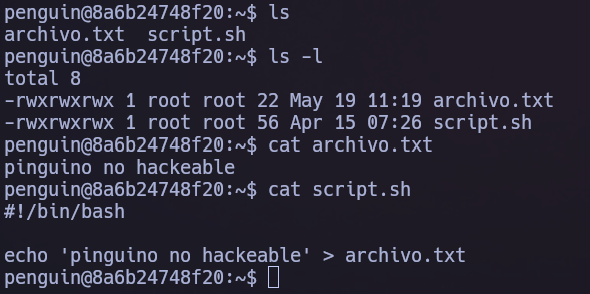 penguin@8a6b24748f20:~$ ls
archivo.txt  script.sh
penguin@8a6b24748f20:~$ ls -l
total 8
-rwxrwxrwx 1 root root 22 May 19 11:19 archivo.txt
-rwxrwxrwx 1 root root 56 Apr 15 07:26 script.sh
penguin@8a6b24748f20:~$ cat archivo.txt
pinguino no hackeable
penguin@8a6b24748f20:~$ cat script.sh
#!/bin/bash

echo 'pinguino no hackeable' > archivo.txt
penguin@8a6b24748f20:~$